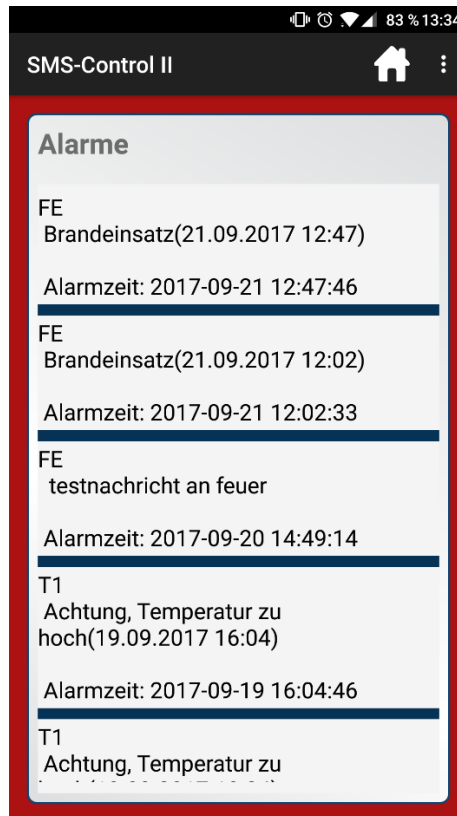 83 % 13:34
SMS-Control II
Alarme
FE
Brandeinsatz(21.09.2017 12:47)
Alarmzeit: 2017-09-21 12:47:46
FE
Brandeinsatz(21.09.2017 12:02)
Alarmzeit: 2017-09-21 12:02:33
FE
testnachricht an feuer
Alarmzeit: 2017-09-20 14:49:14
T1
Achtung, Temperatur zu
hoch(19.09.2017 16:04)
Alarmzeit: 2017-09-19 16:04:46
T1
Achtung, Temperatur zu